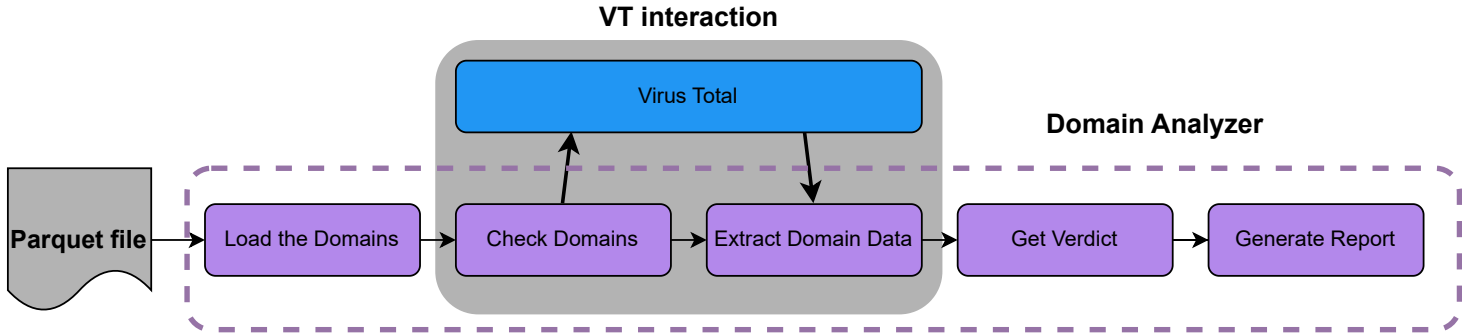 VT interaction
Virus Total
Domain Analyzer
Parquet file
Load the Domains
Check Domains
Extract Domain Data
Get Verdict
Generate Report